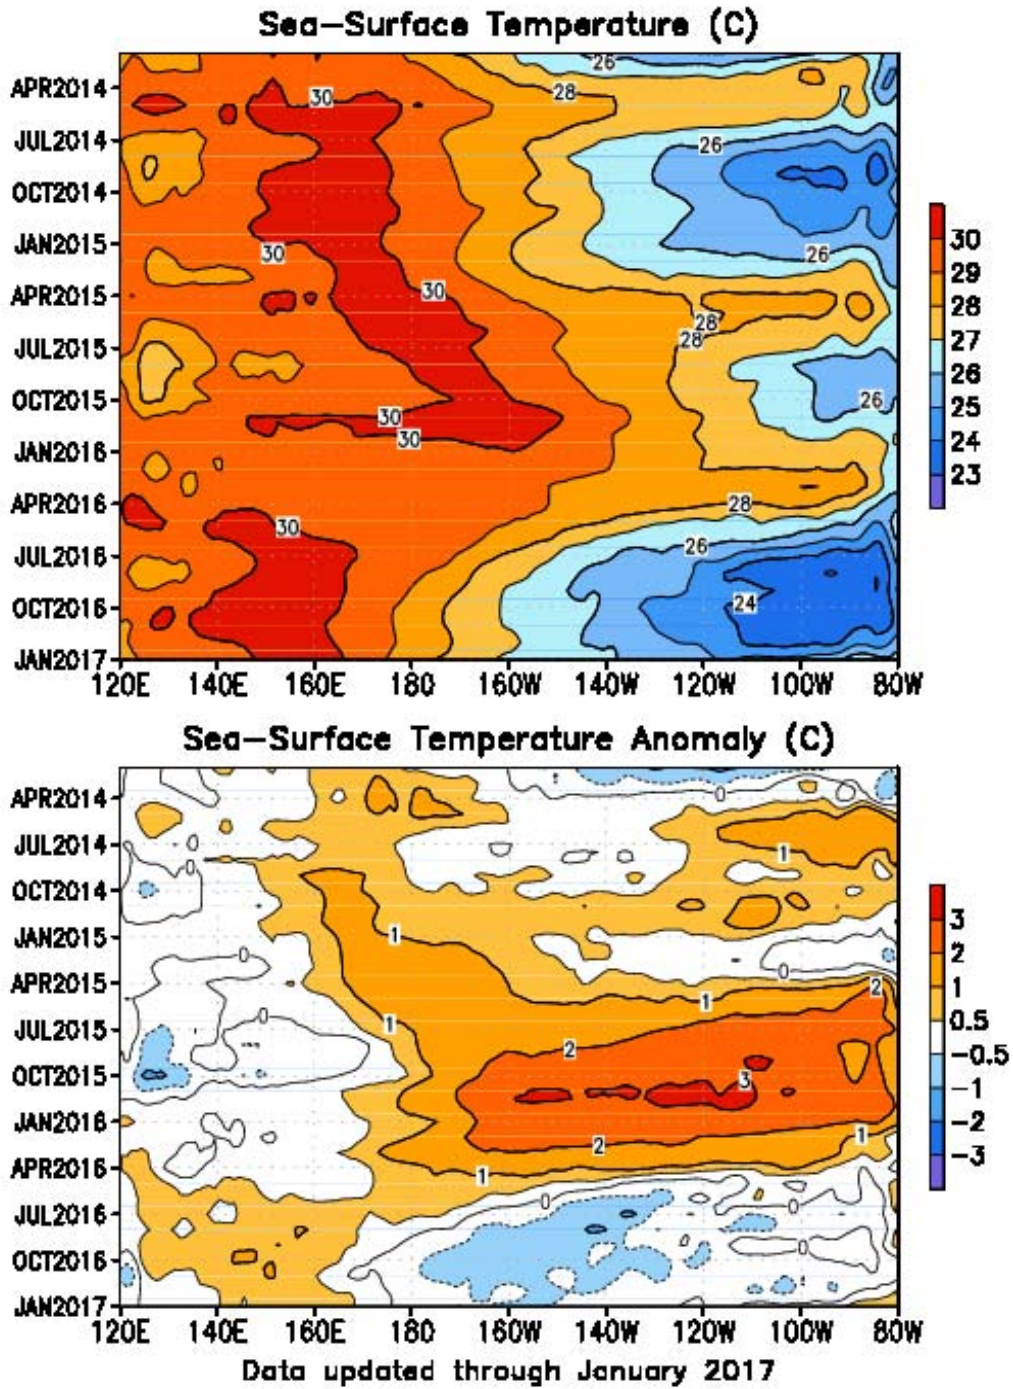 Sea-Surface Temperature (C)
26
APR2014
30
28
JUL2014
26
OCT2014
JAN2015
30
26
30
APR2015
28
28
JUL2015
OCT2015
26
30
30
JAN2016
APR2016
28
30
JUL2016
26
OCT2016
24
JAN2017
120E 140E 160E 180 160W 140W 120W 100W 80W
30
29
28
27
26
25
24
23
Sea-Surface Temperature Anomaly (C)
APR2014
0
JUL2014
1
0
OCT2014
JAN2015
1
0
0
APR2015
2
1
0
1
JUL2015
2
OCT2015
3
JAN2016
1
2
APR2016
1
0
0
JUL2016
0
OCT2016
JAN2017
120E 140E 160E 180 160W 140W 120W 100W 80W
3
2
1
0.5
-0.5
-1
-2
-3
Data updated through January 2017